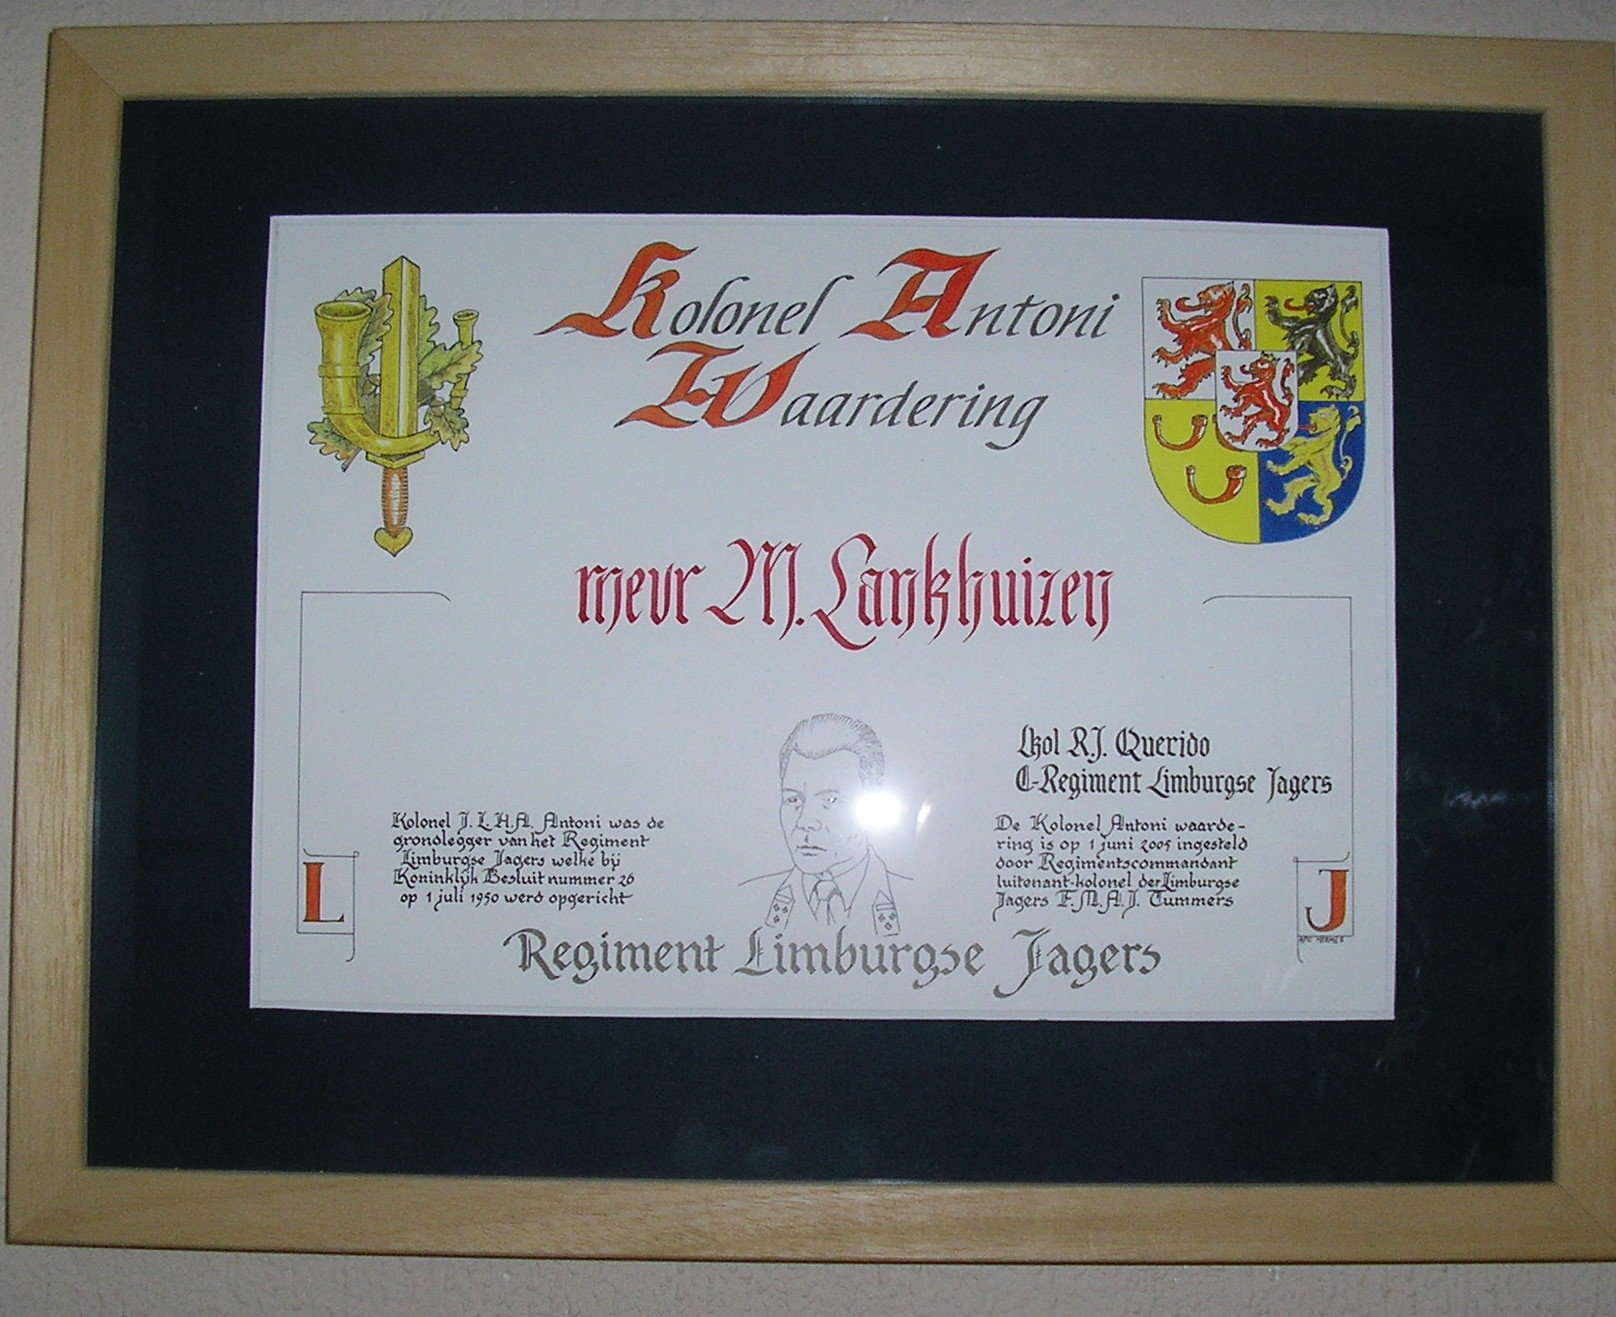 Kolonel Antoni
Waardering
mevr M. Lankhuizen
Lkol R.J. Querido
C-Regiment Limburgse Jagers
Kolonel J.L.H.A. Antoni was de
grondlegger van het Regiment
Limburgse Jagers welke bij
Koninklijk Besluit nummer 26
op 1 juli 1950 werd opgericht
De Kolonel Antoni waarde-
ring is op 1 juni 2005 ingesteld
door Regimentscommandant
luitenant-kolonel der Limburgse
Jagers F.M.A.J. Tummers
L
J
Regiment Limburgse Jagers